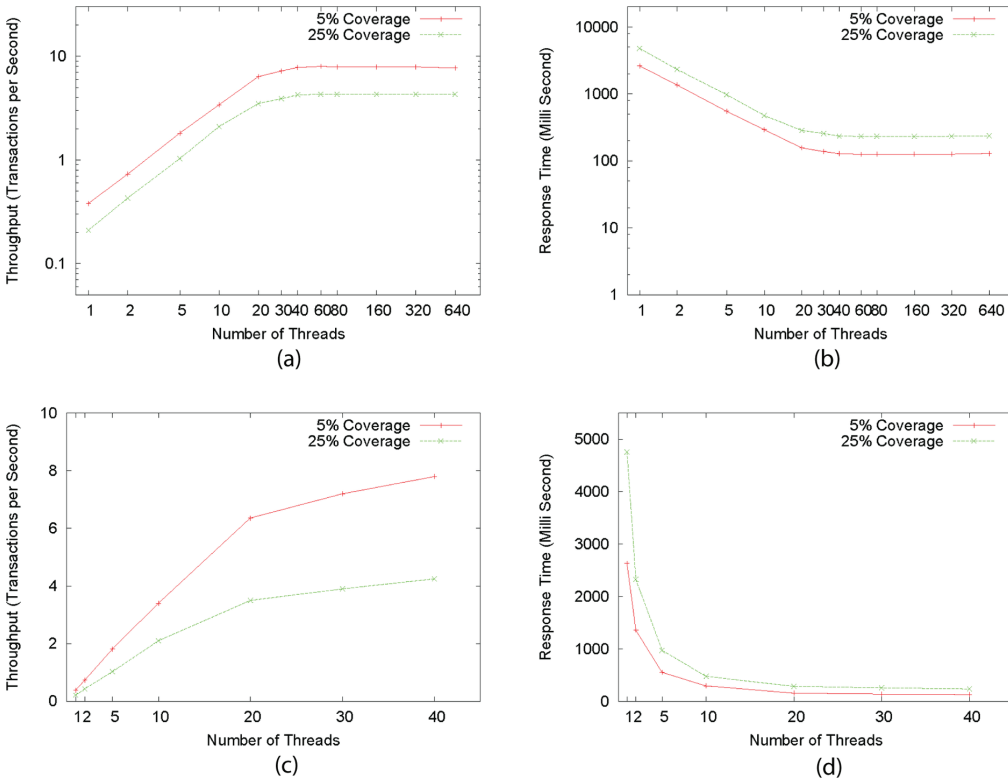 5% Coverage
25% Coverage
Throughput (Transactions per Second)
10
1
0.1
1 2 5 10 20 30 40 60 80 160 320 640
Number of Threads
(a)
5% Coverage
25% Coverage
Response Time (Milli Second)
10000
1000
100
10
1
1 2 5 10 20 30 40 60 80 160 320 640
Number of Threads
(b)
5% Coverage
25% Coverage
Throughput (Transactions per Second)
10
8
6
4
2
0
1 2 5 10 20 30 40
Number of Threads
(c)
5% Coverage
25% Coverage
Response Time (Milli Second)
5000
4000
3000
2000
1000
0
1 2 5 10 20 30 40
Number of Threads
(d)